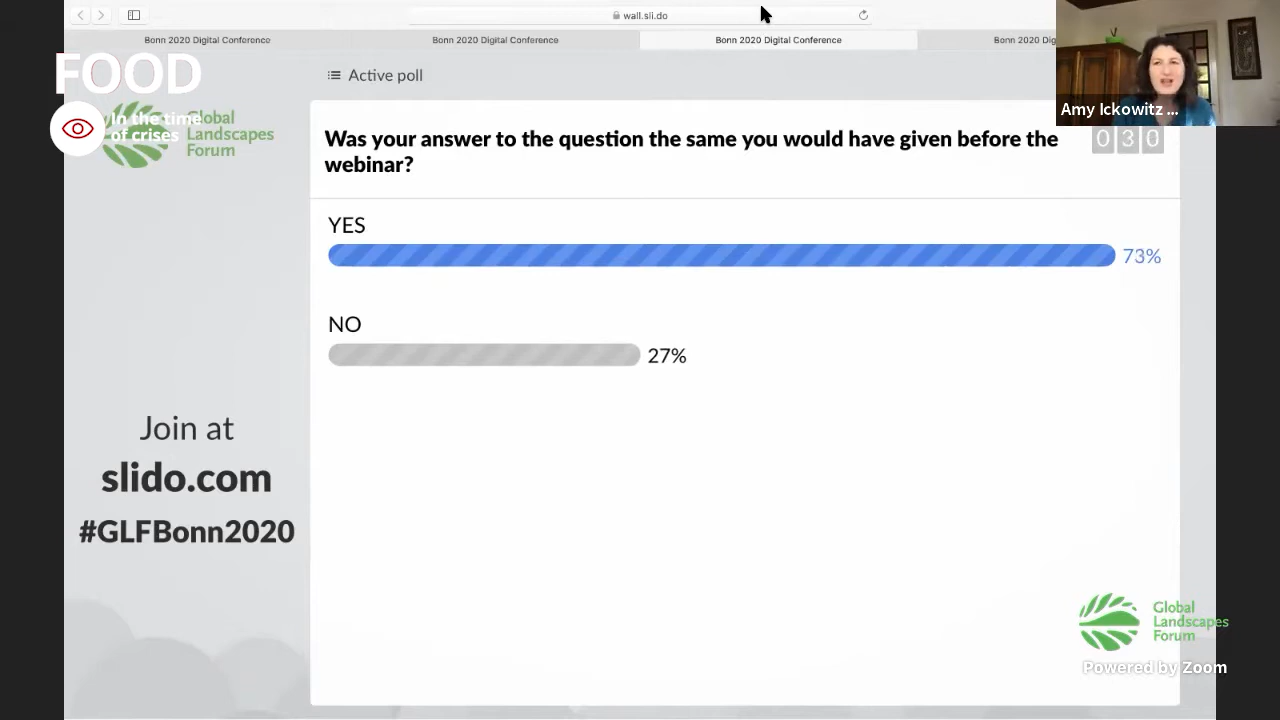 wall.sli.do
Bonn 2020 Digital Conference
Bonn 2020 Digital Conference
Bonn 2020 Digital Conference
Bonn 2020 Dig
Amy Ickowitz ...
FOOD
In the time
of crises
Global
Landscapes
Forum
Active poll
Was your answer to the question the same you would have given before the
webinar?
030
YES
73%
NO
27%
Join at
slido.com
#GLFBonn2020
Global
Landscapes
Forum
Powered by Zoom